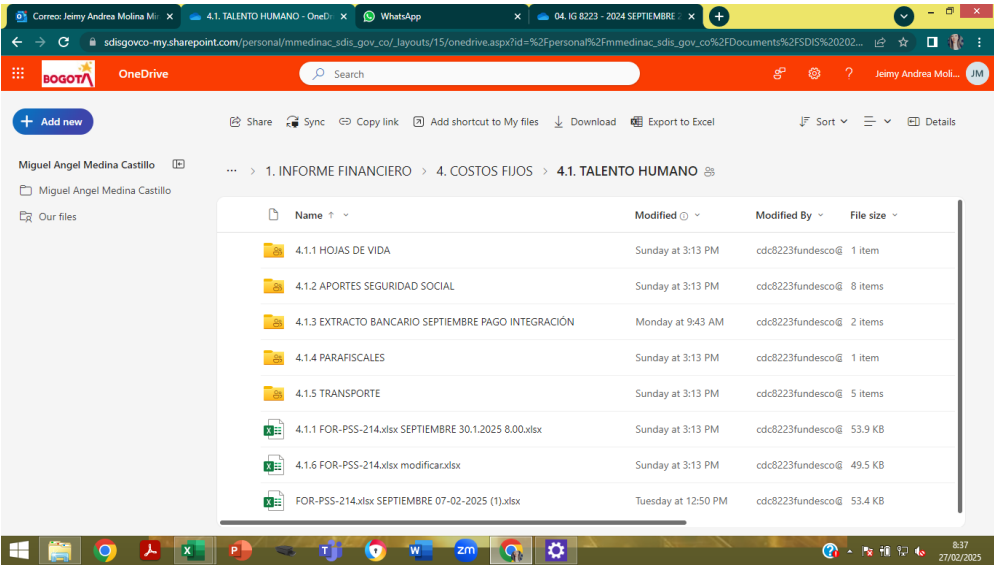 Correo: Jeimy Andrea Molina Mir
4.1. TALENTO HUMANO - OneDr
WhatsApp
04. IG 8223 - 2024 SEPTIEMBRE 2
sdisgovco-my.sharepoint.com/personal/mmedinac_sdis_gov_co/_layouts/15/onedrive.aspx?id=%2Fpersonal%2Fmmedinac_sdis_gov_co%2FDocuments%2FSDIS%20202...
BOGOTÁ OneDrive Search Jeimy Andrea Moli... JM
Add new Share Sync Copy link Add shortcut to My files Download Export to Excel Sort Details
Miguel Angel Medina Castillo
Miguel Angel Medina Castillo
Our files
... > 1. INFORME FINANCIERO > 4. COSTOS FIJOS > 4.1. TALENTO HUMANO
Name Modified Modified By File size
4.1.1 HOJAS DE VIDA Sunday at 3:13 PM cdc8223fundesco@ 1 item
4.1.2 APORTES SEGURIDAD SOCIAL Sunday at 3:13 PM cdc8223fundesco@ 8 items
4.1.3 EXTRACTO BANCARIO SEPTIEMBRE PAGO INTEGRACIÓN Monday at 9:43 AM cdc8223fundesco@ 2 items
4.1.4 PARAFISCALES Sunday at 3:13 PM cdc8223fundesco@ 1 item
4.1.5 TRANSPORTE Sunday at 3:13 PM cdc8223fundesco@ 5 items
4.1.1 FOR-PSS-214.xlsx SEPTIEMBRE 30.1.2025 8.00.xlsx Sunday at 3:13 PM cdc8223fundesco@ 53.9 KB
4.1.6 FOR-PSS-214.xlsx modificar.xlsx Sunday at 3:13 PM cdc8223fundesco@ 49.5 KB
FOR-PSS-214.xlsx SEPTIEMBRE 07-02-2025 (1).xlsx Tuesday at 12:50 PM cdc8223fundesco@ 53.4 KB
zm
8:37
27/02/2025